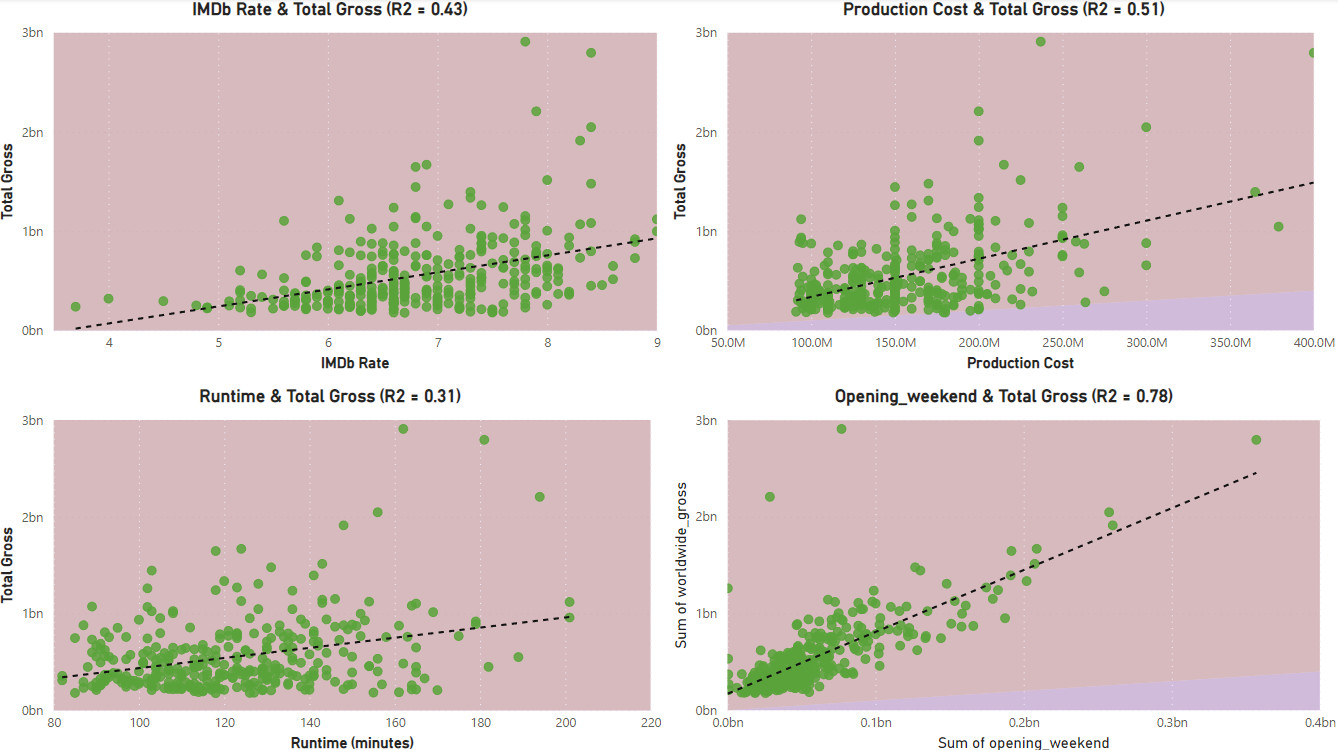 IMDb Rate & Total Gross (R2 = 0.43)
3bn
2bn
1bn
0bn
Total Gross
4 5 6 7 8 9
IMDb Rate
Production Cost & Total Gross (R2 = 0.51)
3bn
2bn
1bn
0bn
Total Gross
50.0M 100.0M 150.0M 200.0M 250.0M 300.0M 350.0M 400.0M
Production Cost
Runtime & Total Gross (R2 = 0.31)
3bn
2bn
1bn
0bn
Total Gross
80 100 120 140 160 180 200 220
Runtime (minutes)
Opening_weekend & Total Gross (R2 = 0.78)
3bn
2bn
1bn
0bn
Sum of worldwide_gross
0.0bn 0.1bn 0.2bn 0.3bn 0.4bn
Sum of opening_weekend